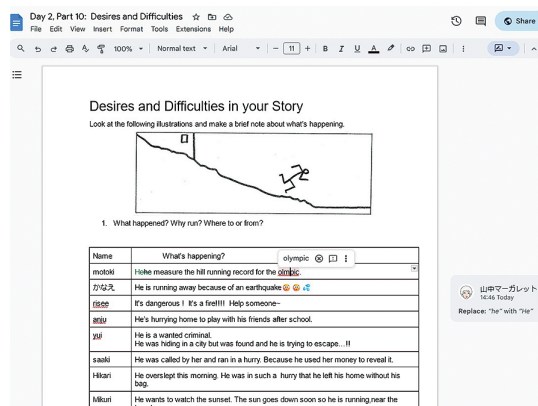 Day 2, Part 10: Desires and Difficulties
File Edit View Insert Format Tools Extensions Help
Share
100% Normal text Arial 11 B I U A
Desires and Difficulties in your Story
Look at the following illustrations and make a brief note about what's happening.
1. What happened? Why run? Where to or from?
Name What's happening?
olympic
motoki Hehe measure the hill running record for the olmpic.
かなえ He is running away because of an earthquake
risee It's dangerous ! It's a fire!!!! Help someone~
anju He's hurrying home to play with his friends after school.
yui He is a wanted criminal.
He was hiding in a city but was found and he is trying to escape...!!
saaki He was called by her and ran in a hurry. Because he used her money to reveal it.
Hikari He overslept this morning. He was in such a hurry that he left his home without his
bag.
Mikuri He wants to watch the sunset. The sun goes down soon so he is running,near the
山中マーガレット
14:46 Today
Replace: "he" with "He"